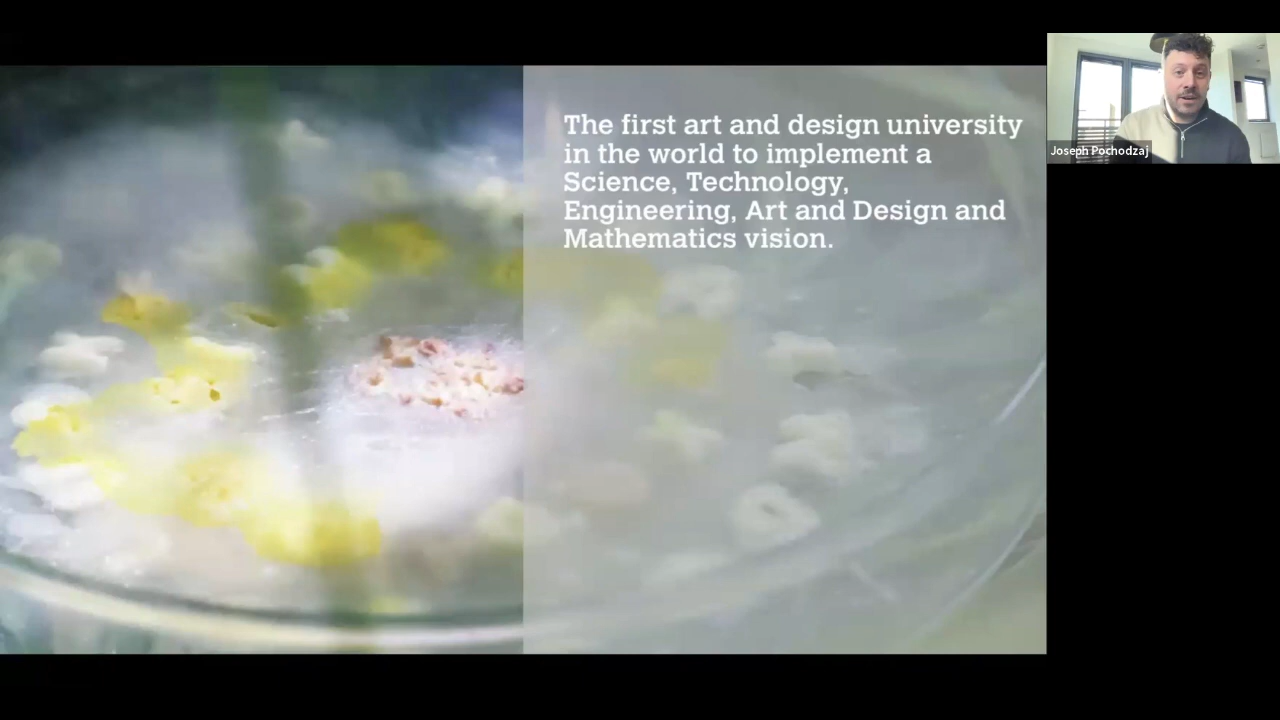 The first art and design university
in the world to implement a
Science, Technology,
Engineering, Art and Design and
Mathematics vision.
Joseph Pochodzaj